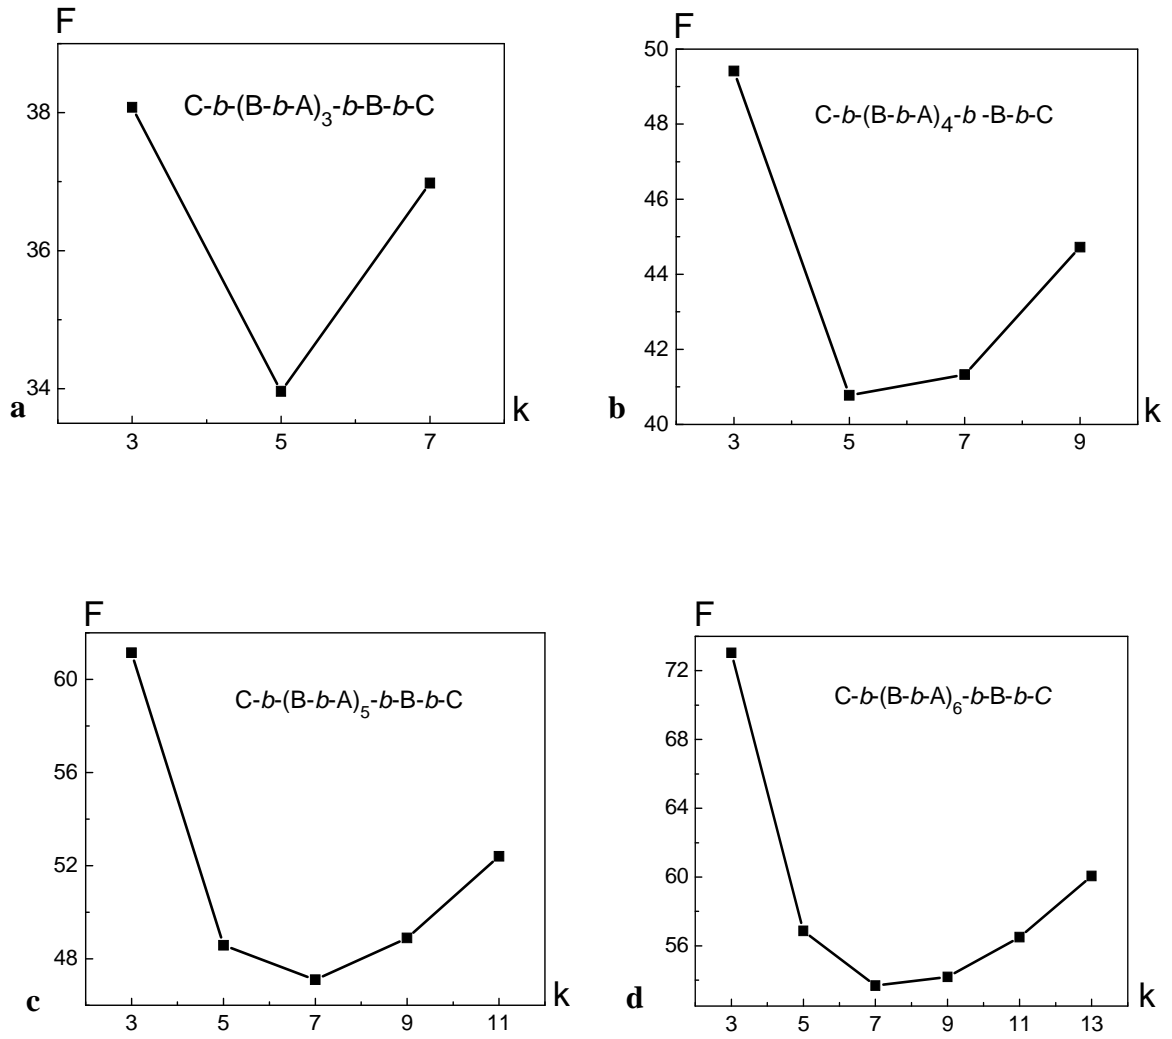 F
C-b-(B-b-A)3-b-B-b-C
38
36
34
a
k
3 5 7
F
50
C-b-(B-b-A)4-b -B-b-C
48
46
44
42
40
b
k
3 5 7 9
F
C-b-(B-b-A)5-b-B-b-C
60
56
52
48
c
k
3 5 7 9 11
F
C-b-(B-b-A)6-b-B-b-C
72
68
64
60
56
d
k
3 5 7 9 11 13